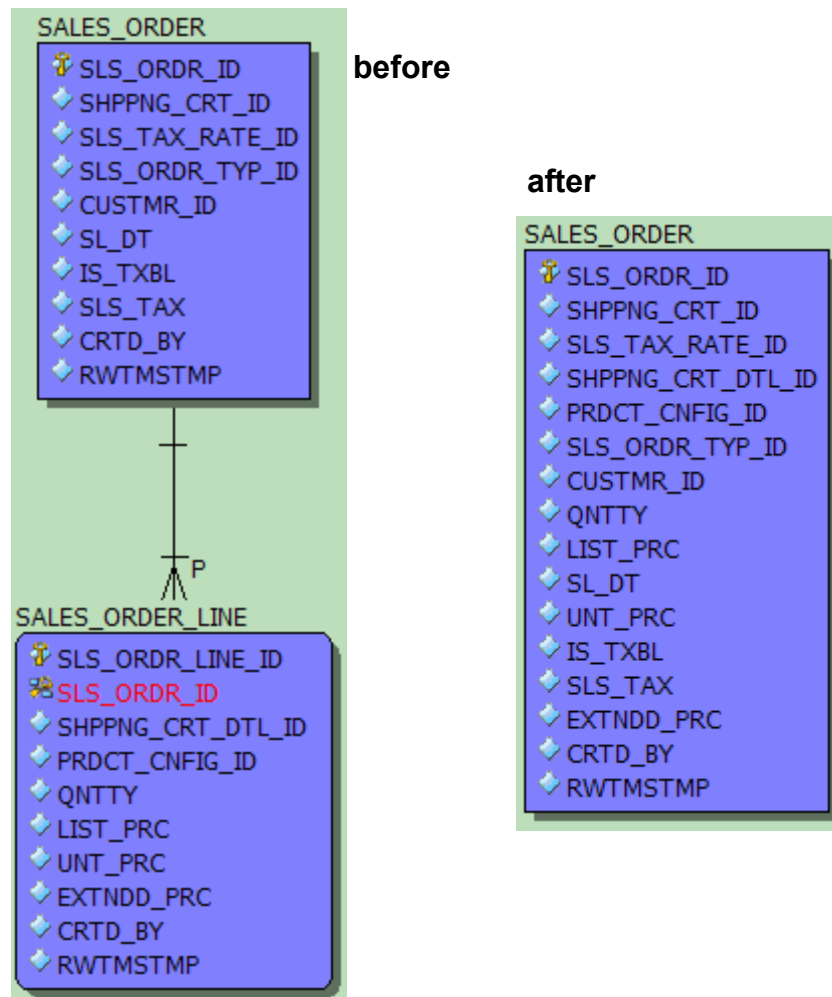 SALES_ORDER
SLS_ORDR_ID
SHPPNG_CRT_ID
SLS_TAX_RATE_ID
SLS_ORDR_TYP_ID
CUSTMR_ID
SL_DT
IS_TXBL
SLS_TAX
CRTD_BY
RWTMSTMP
before
P
SALES_ORDER_LINE
SLS_ORDR_LINE_ID
SLS_ORDR_ID
SHPPNG_CRT_DTL_ID
PRDCT_CNFIG_ID
QNTTY
LIST_PRC
UNT_PRC
EXTNDD_PRC
CRTD_BY
RWTMSTMP
after
SALES_ORDER
SLS_ORDR_ID
SHPPNG_CRT_ID
SLS_TAX_RATE_ID
SHPPNG_CRT_DTL_ID
PRDCT_CNFIG_ID
SLS_ORDR_TYP_ID
CUSTMR_ID
QNTTY
LIST_PRC
SL_DT
UNT_PRC
IS_TXBL
SLS_TAX
EXTNDD_PRC
CRTD_BY
RWTMSTMP